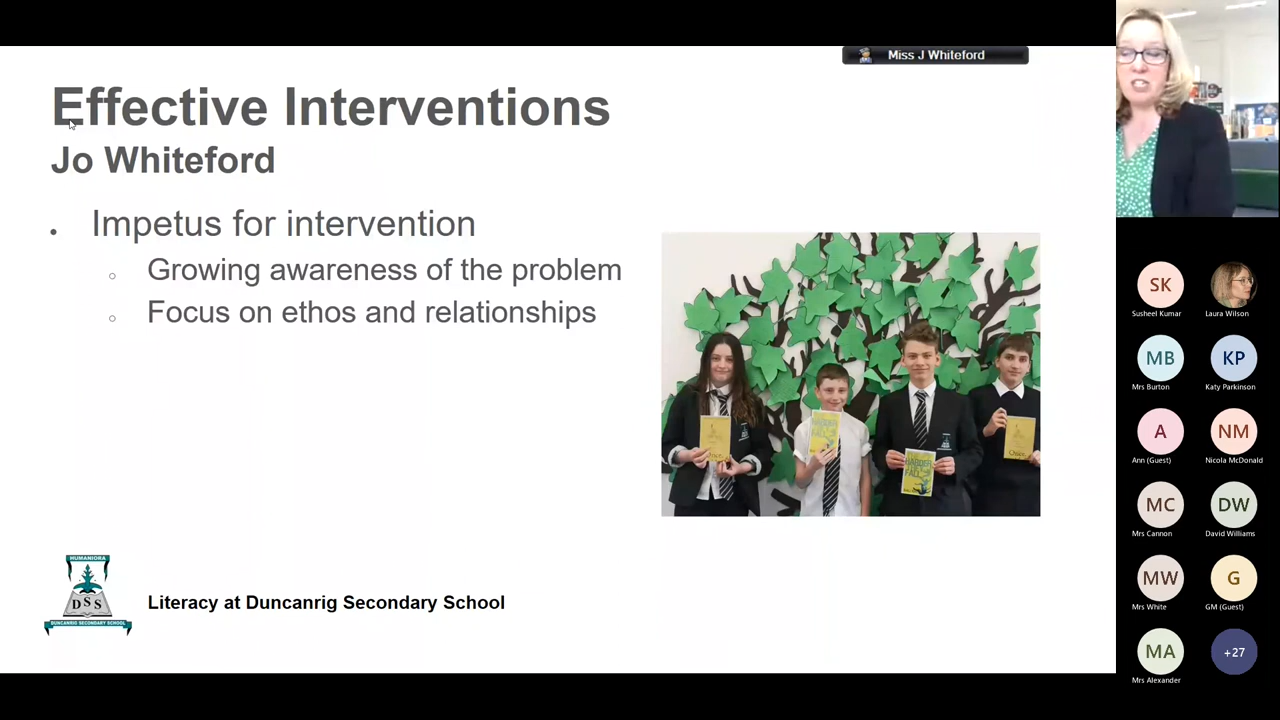 Miss J Whiteford
Effective Interventions
Jo Whiteford
Impetus for intervention
Growing awareness of the problem
Focus on ethos and relationships
HARDER
FALL
HUMANIORA
DSS
DUNCANRIG SECONDARY SCHOOL
Literacy at Duncanrig Secondary School
SK
Susheel Kumar
Laura Wilson
MB
Mrs Burton
KP
Katy Parkinson
A
Ann (Guest)
NM
Nicola McDonald
MC
Mrs Cannon
DW
David Williams
MW
Mrs White
G
GM (Guest)
MA
Mrs Alexander
+27